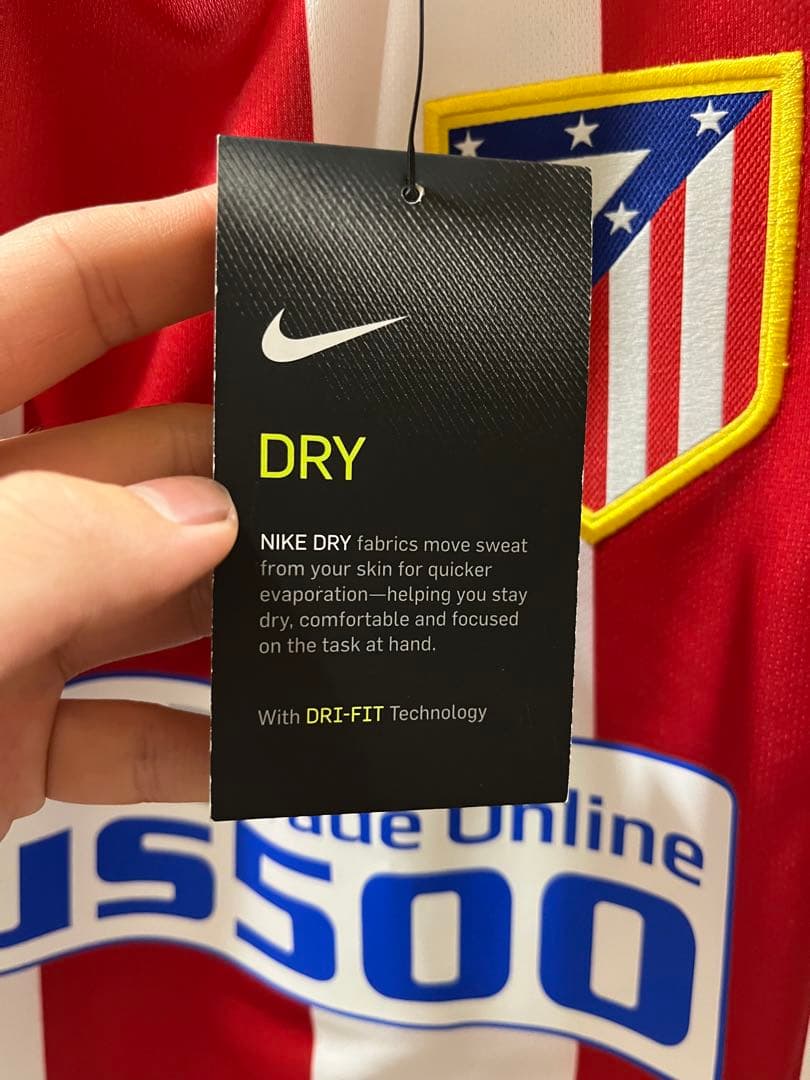 DRY
NIKE DRY fabrics move sweat
from your skin for quicker
evaporation—helping you stay
dry, comfortable and focused
on the task at hand.
With DRI-FIT Technology
Online
us500